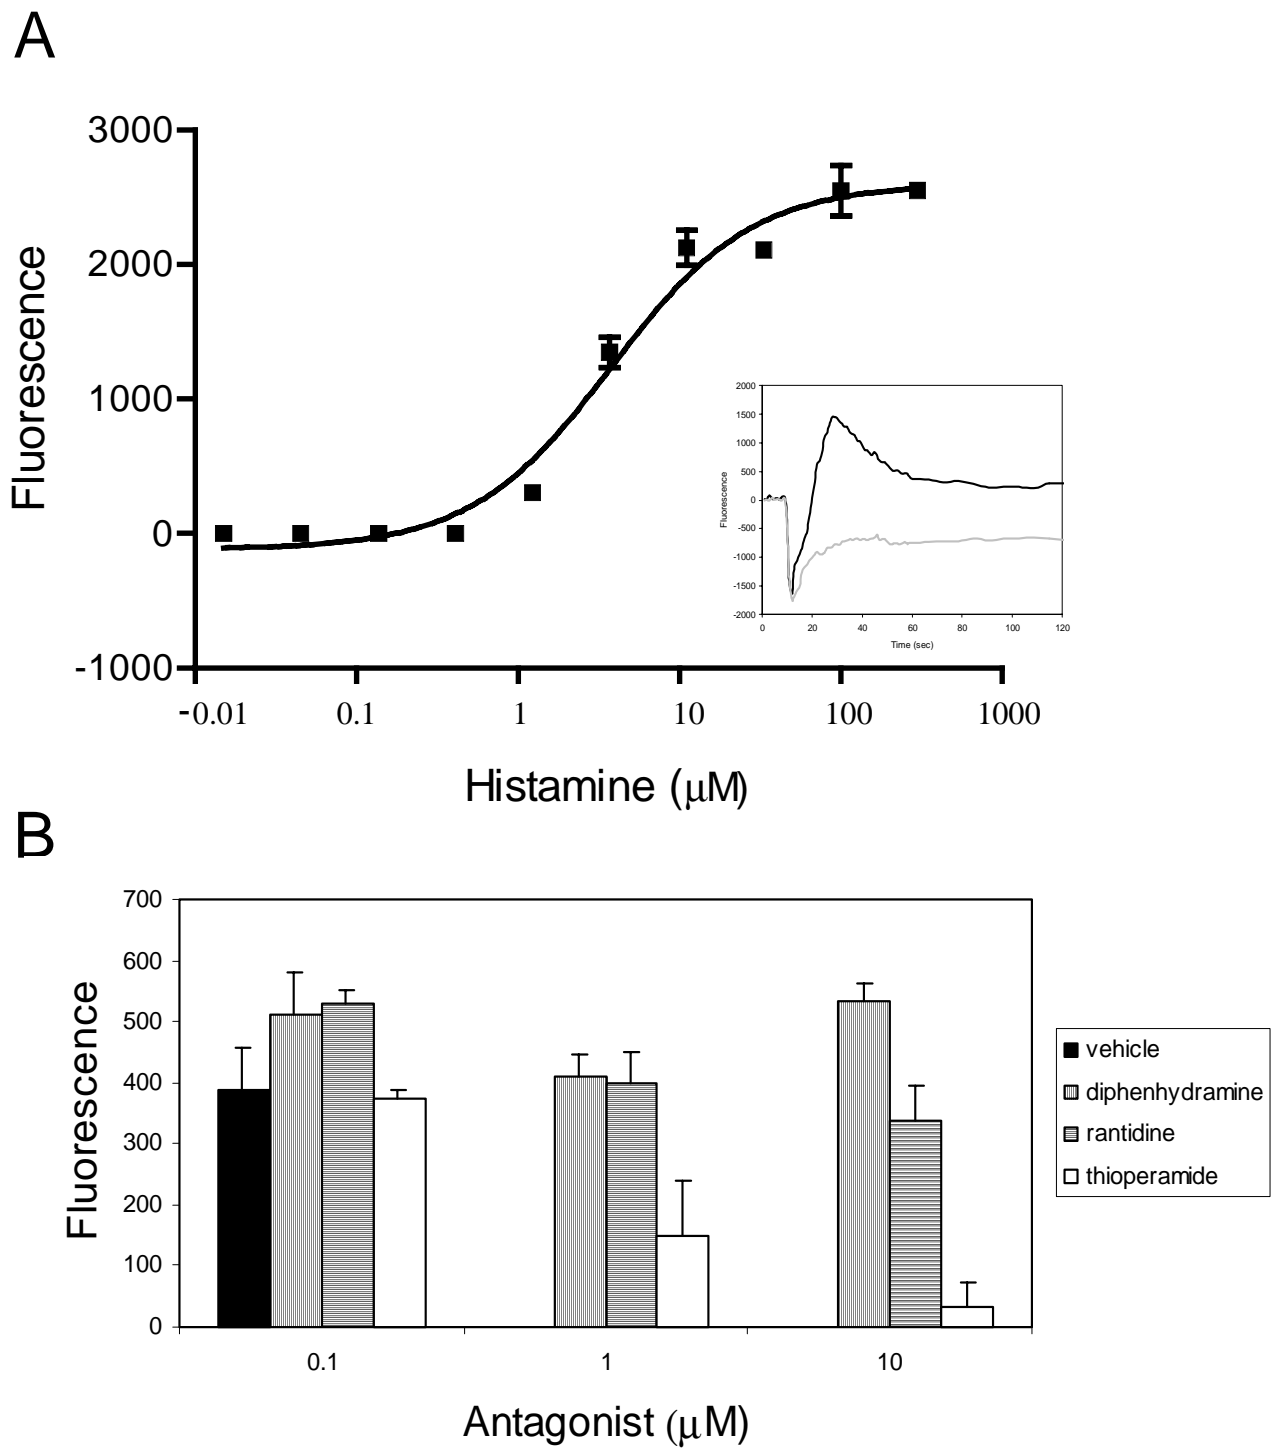 A
3000
2000
1000
0
-1000
Fluorescence
-0.01 0.1 1 10 100 1000
Histamine (μM)
2000
1500
1000
500
0
-500
-1000
-1500
-2000
Fluorescence
0 20 40 60 80 100 120
Time (sec)
B
700
600
500
400
300
200
100
0
Fluorescence
0.1 1 10
Antagonist (μM)
vehicle
diphenhydramine
rantidine
thioperamide